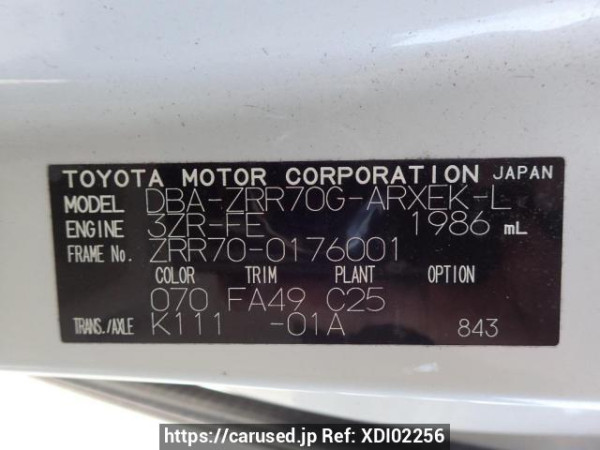 TOYOTA MOTOR CORPORATION JAPAN
MODEL DBA-ZRR70G-ARXEK-L
ENGINE 3ZR-FE 1986 mL
FRAME No. ZRR70-0176001
COLOR TRIM PLANT OPTION
070 FA49 C25
TRANS./AXLE K111 -01A 843
https://carused.jp Ref: XDI02256